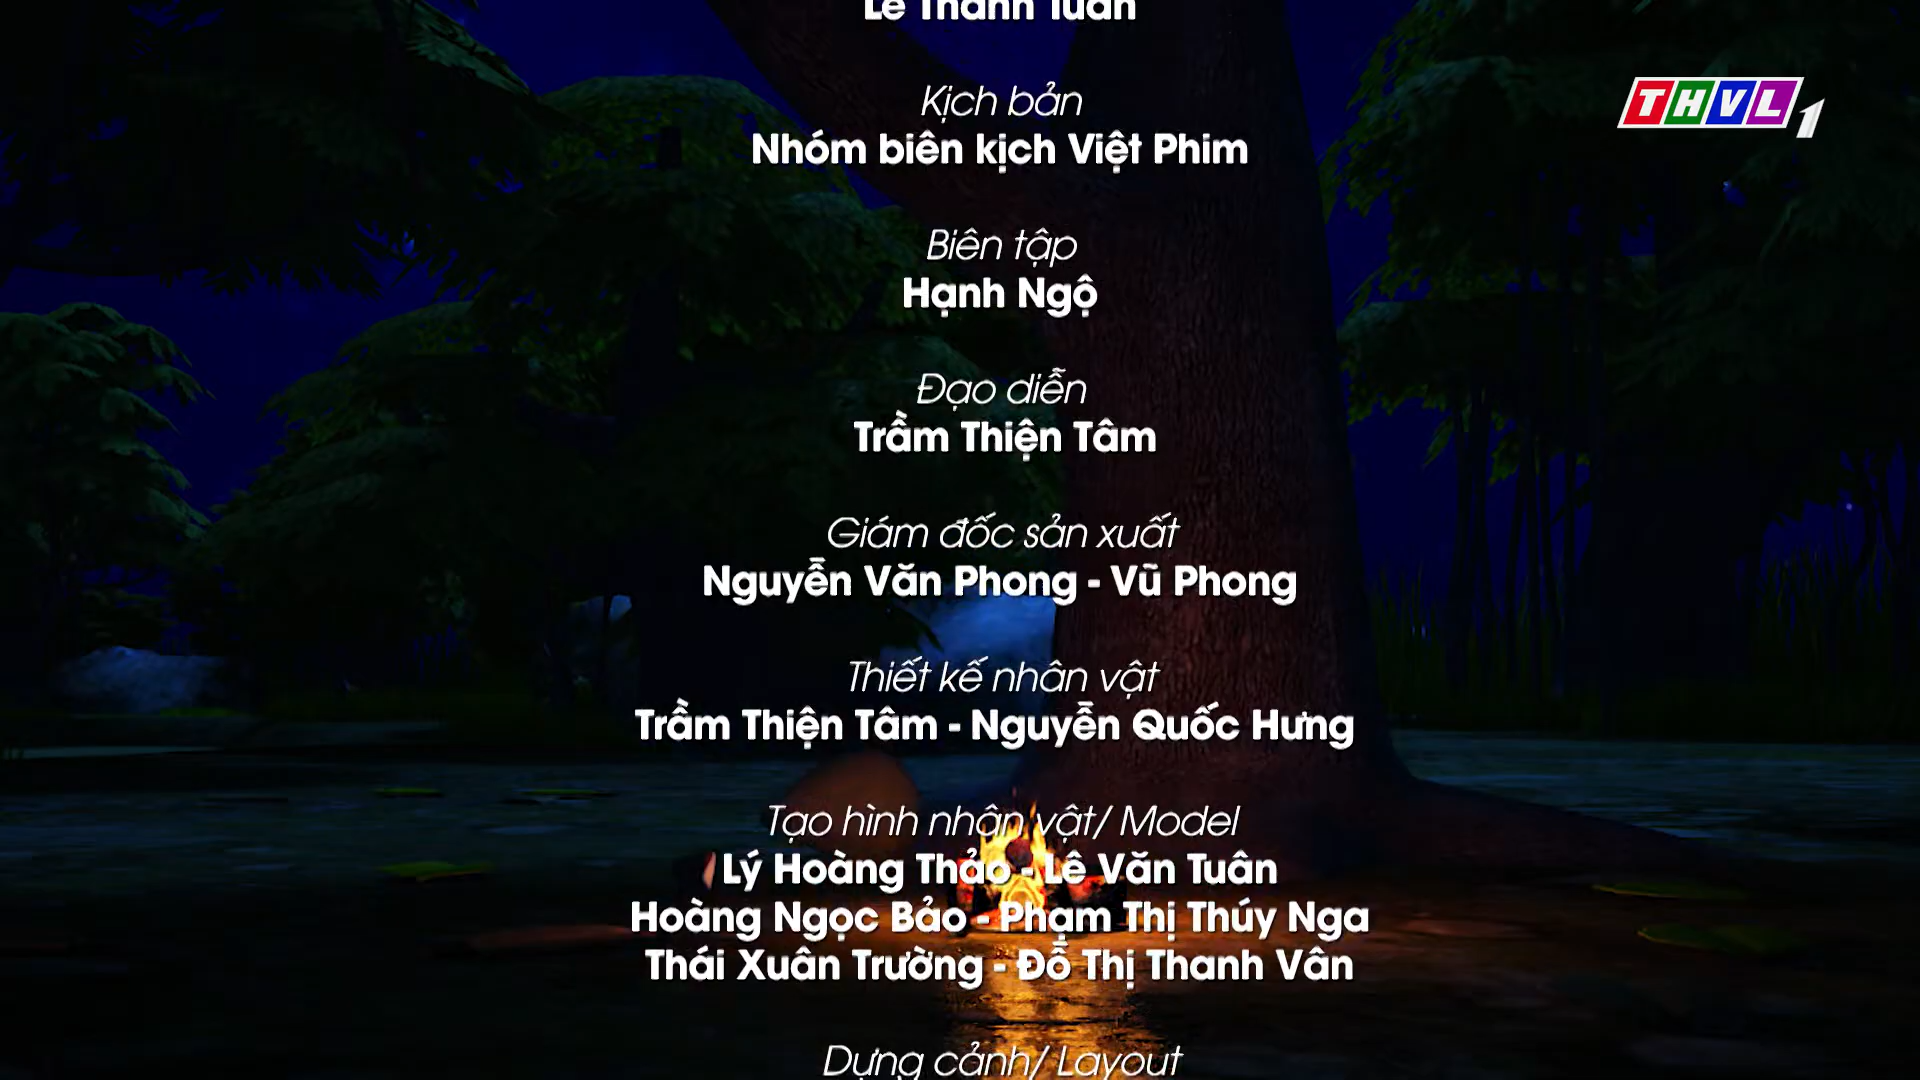 Lê Thanh Tuấn
Kịch bản
Nhóm biên kịch Việt Phim
THVL1
Biên tập
Hạnh Ngộ
Đạo diễn
Trầm Thiện Tâm
Giám đốc sản xuất
Nguyễn Văn Phong - Vũ Phong
Thiết kế nhân vật
Trầm Thiện Tâm - Nguyễn Quốc Hưng
Tạo hình nhân vật/ Model
Lý Hoàng Thảo - Lê Văn Tuân
Hoàng Ngọc Bảo - Phạm Thị Thúy Nga
Thái Xuân Trường - Đỗ Thị Thanh Vân
Dựng cảnh/ Layout